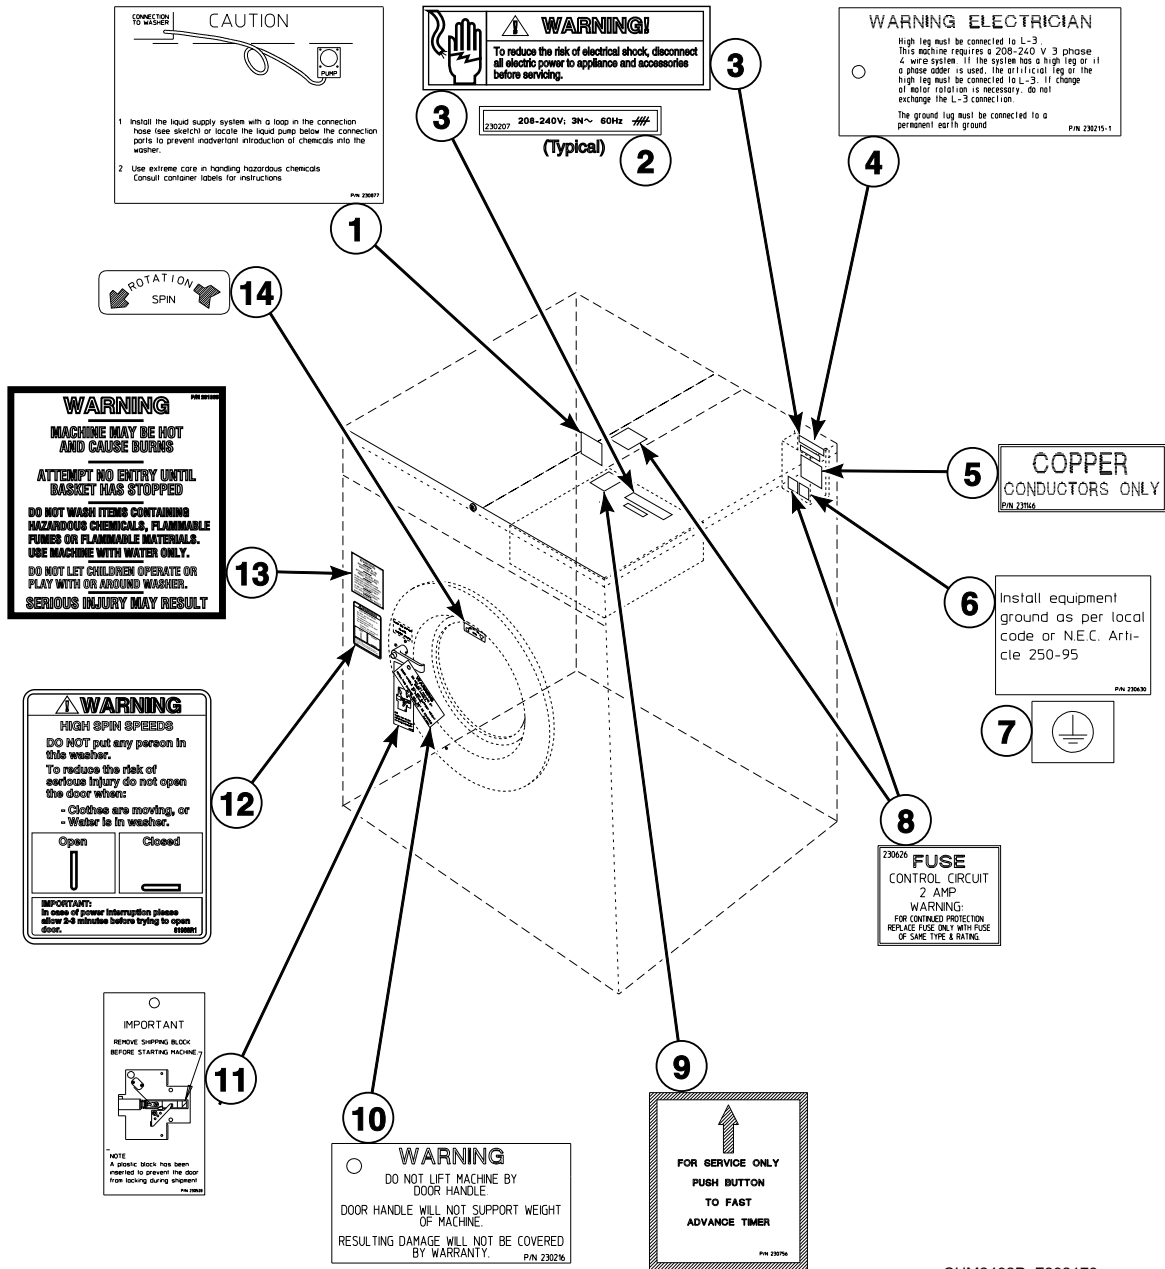 CONNECTION
TO WASHER
CAUTION
PUMP
1 Install the liquid supply system with a loop in the connection
hose (see sketch) or locate the liquid pump below the connection
ports to prevent inadvertant introduction of chemicals into the
washer.
2 Use extreme care in handling hazardous chemicals
Consult container labels for instructions
P/N 230877
1
WARNING!
To reduce the risk of electrical shock, disconnect
all electric power to appliance and accessories
before servicing.
3
3
230207 208-240V; 3N~ 60Hz
(Typical)
2
WARNING ELECTRICIAN
High leg must be connected to L-3.
This machine requires a 208-240 V 3 phase
4 wire system. If the system has a high leg or if
a phase adder is used, the artificial leg or the
high leg must be connected to L-3. If change
of motor rotation is necessary, do not
exchange the L-3 connection.
The ground lug must be connected to a
permanent earth ground
P/N 230215-1
4
ROTATION
SPIN
14
WARNING
MACHINE MAY BE HOT
AND CAUSE BURNS
ATTEMPT NO ENTRY UNTIL
BASKET HAS STOPPED
DO NOT WASH ITEMS CONTAINING
HAZARDOUS CHEMICALS, FLAMMABLE
FUMES OR FLAMMABLE MATERIALS.
USE MACHINE WITH WATER ONLY.
DO NOT LET CHILDREN OPERATE OR
PLAY WITH OR AROUND WASHER.
SERIOUS INJURY MAY RESULT
13
5
COPPER
CONDUCTORS ONLY
P/N 231146
6
Install equipment
ground as per local
code or N.E.C. Arti-
cle 250-95
P/N 230630
7
8
230626 FUSE
CONTROL CIRCUIT
2 AMP
WARNING:
FOR CONTINUED PROTECTION
REPLACE FUSE ONLY WITH FUSE
OF SAME TYPE & RATING.
WARNING
HIGH SPIN SPEEDS
DO NOT put any person in
this washer.
To reduce the risk of
serious injury do not open
the door when:
- Clothes are moving, or
- Water is in washer.
Open
Closed
IMPORTANT:
In case of power interruption please
allow 2-3 minutes before trying to open
door.
12
IMPORTANT
REMOVE SHIPPING BLOCK
BEFORE STARTING MACHINE
NOTE
A plastic block has been
inserted to prevent the door
from locking during shipment
11
10
WARNING
DO NOT LIFT MACHINE BY
DOOR HANDLE.
DOOR HANDLE WILL NOT SUPPORT WEIGHT
OF MACHINE.
RESULTING DAMAGE WILL NOT BE COVERED
BY WARRANTY.
P/N 230216
9
FOR SERVICE ONLY
PUSH BUTTON
TO FAST
ADVANCE TIMER
P/N 230756